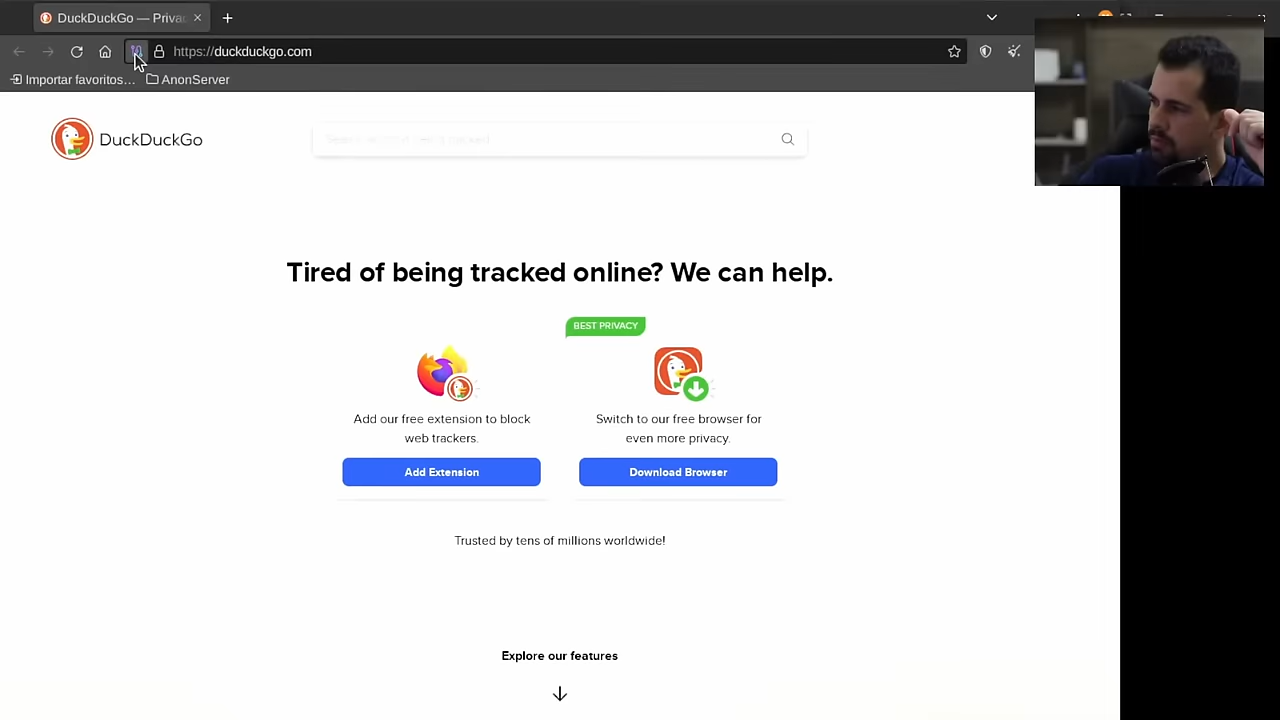 DuckDuckGo — Priva
https://duckduckgo.com
Importar favoritos...
AnonServer
DuckDuckGo
Tired of being tracked online? We can help.
BEST PRIVACY
Add our free extension to block
web trackers.
Add Extension
Switch to our free browser for
even more privacy.
Download Browser
Trusted by tens of millions worldwide!
Explore our features